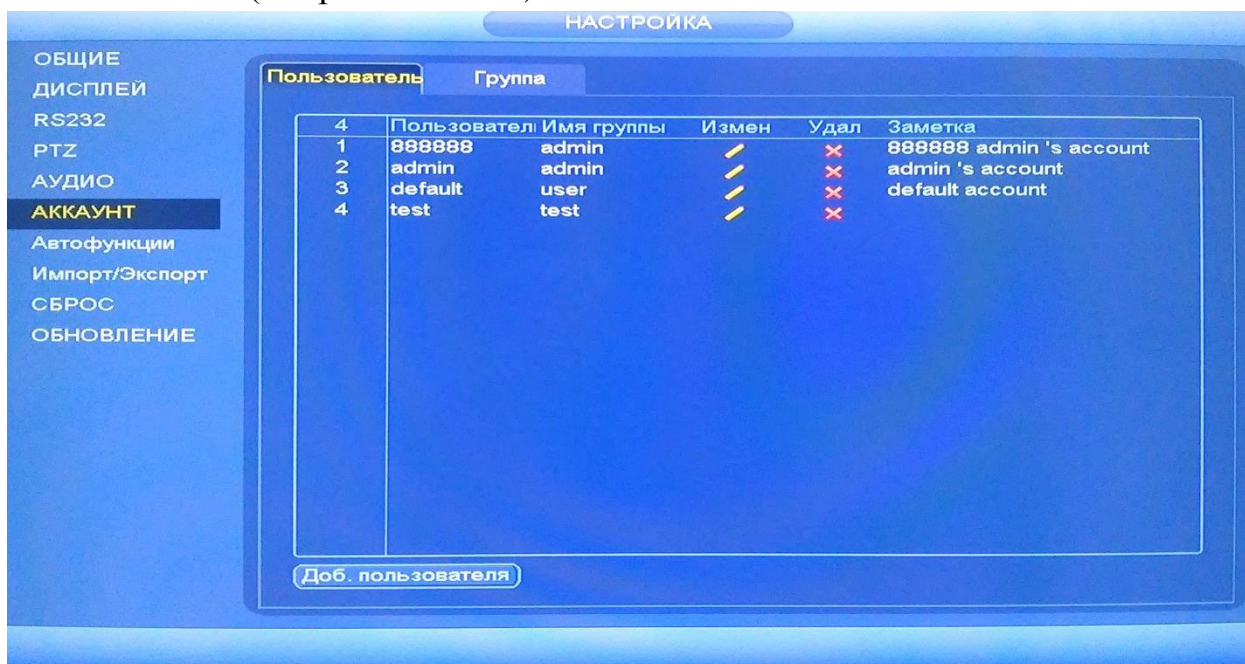 НАСТРОЙКА
ОБЩИЕ
ДИСПЛЕЙ
RS232
PTZ
АУДИО
АККАУНТ
Автофункции
Импорт/Экспорт
СБРОС
ОБНОВЛЕНИЕ
Пользователь Группа
4 Пользовател Имя группы Измен Удал Заметка
1 888888 admin 888888 admin 's account
2 admin admin admin 's account
3 default user default account
4 test test
Доб. пользователя